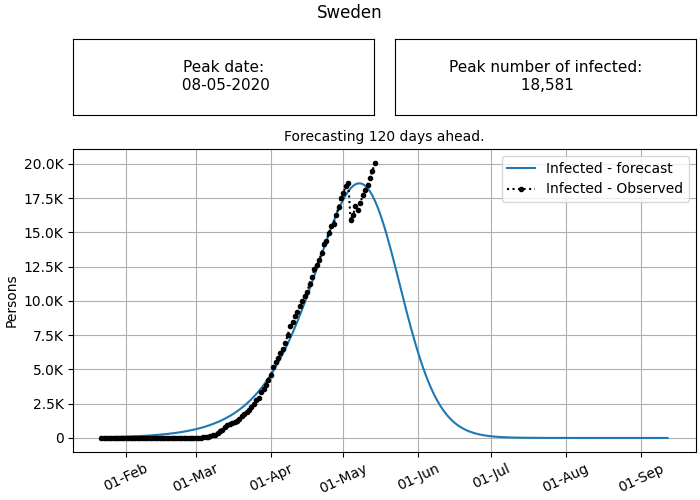 Sweden
Peak date:
08-05-2020
Peak number of infected:
18,581
Forecasting 120 days ahead.
Infected - forecast
Infected - Observed
Persons
20.0K
17.5K
15.0K
12.5K
10.0K
7.5K
5.0K
2.5K
0
01-Feb
01-Mar
01-Apr
01-May
01-Jun
01-Jul
01-Aug
01-Sep